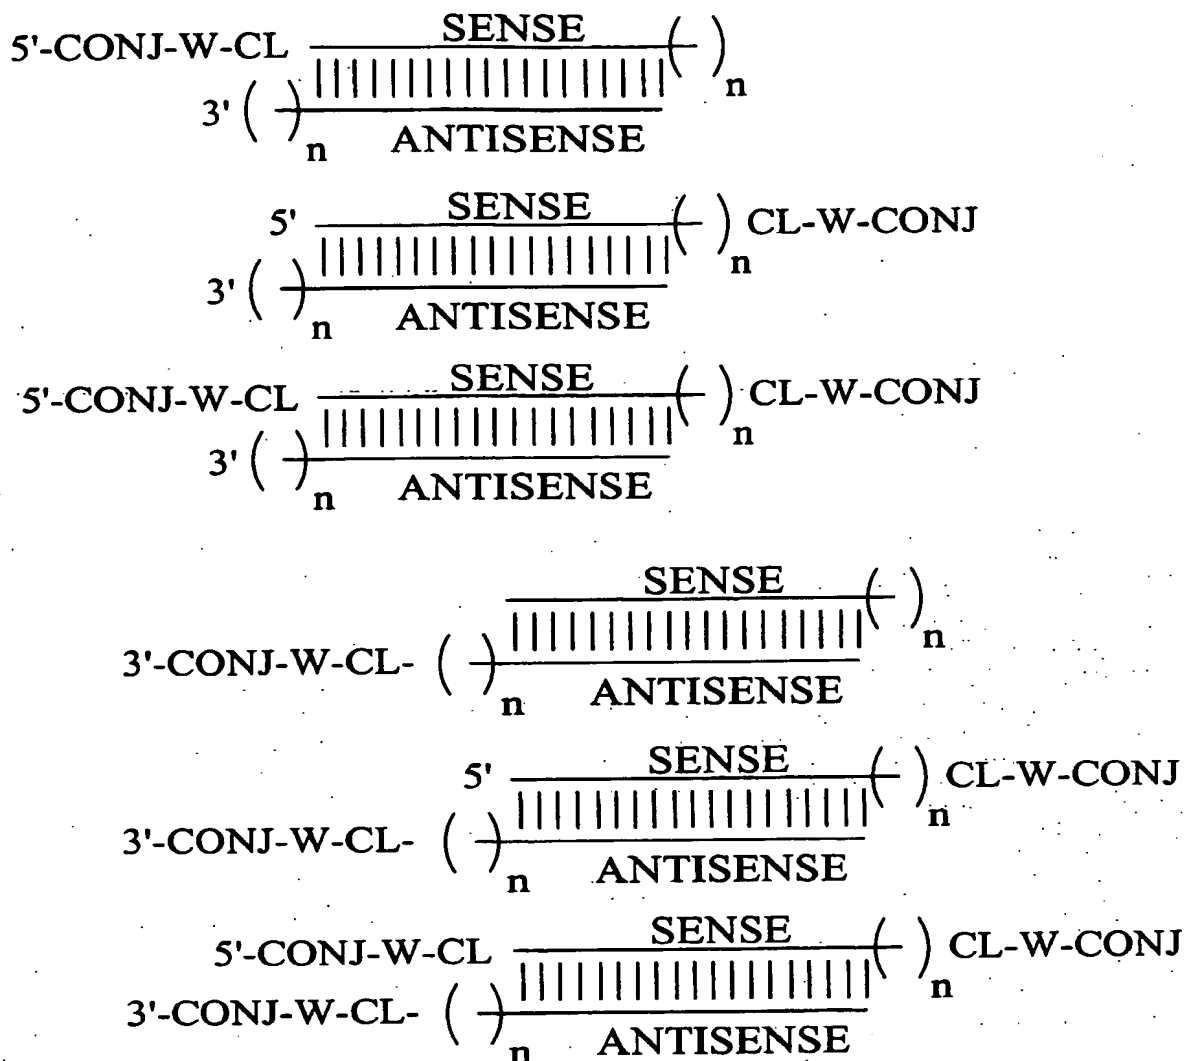 5'-CONJ-W-CL SENSE ( ) n
3' ( ) n ANTISENSE
5' SENSE ( ) n CL-W-CONJ
3' ( ) n ANTISENSE
5'-CONJ-W-CL SENSE ( ) n CL-W-CONJ
3' ( ) n ANTISENSE
SENSE ( ) n
3'-CONJ-W-CL- ( ) n ANTISENSE
5' SENSE ( ) n CL-W-CONJ
3'-CONJ-W-CL- ( ) n ANTISENSE
5'-CONJ-W-CL SENSE ( ) n CL-W-CONJ
3'-CONJ-W-CL- ( ) n ANTISENSE